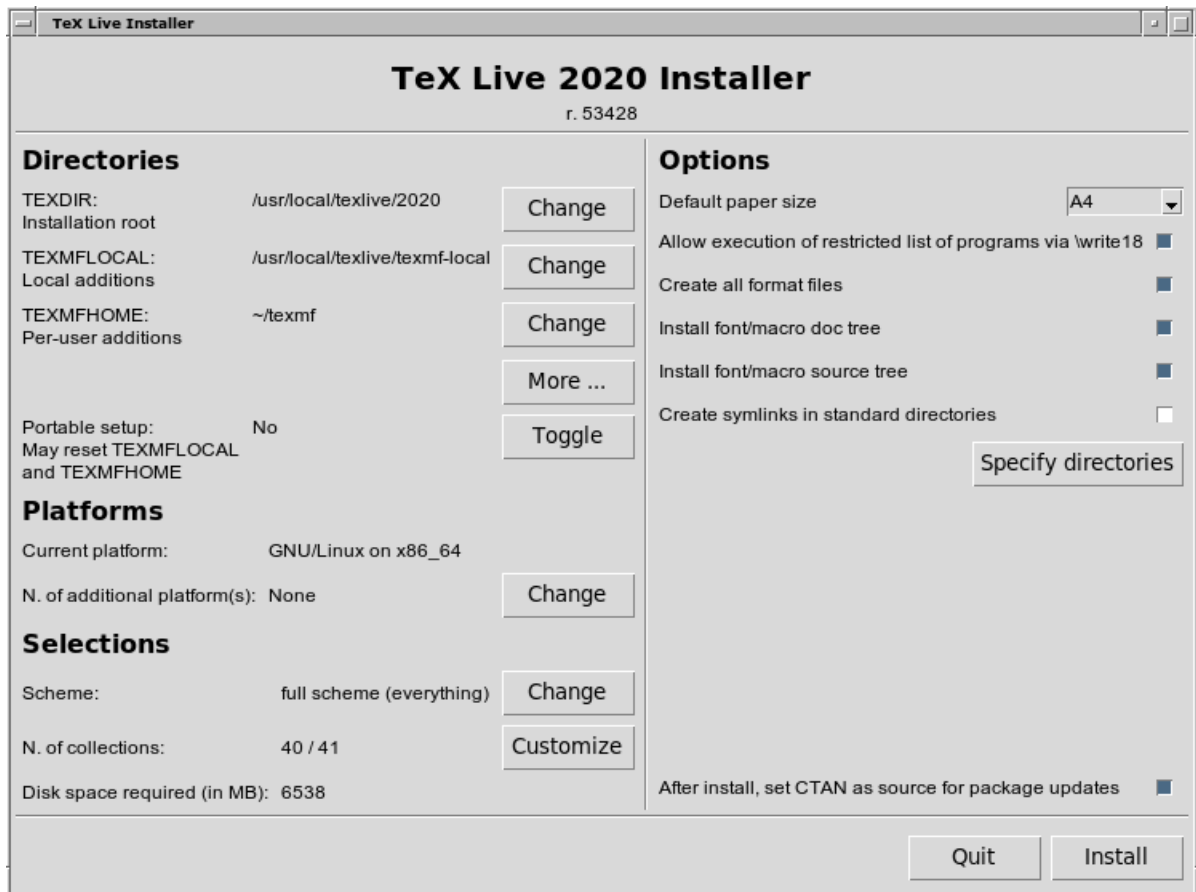 TeX Live Installer
TeX Live 2020 Installer
r. 53428
Directories
TEXDIR: /usr/local/texlive/2020 Change
Installation root
TEXMFLOCAL: /usr/local/texlive/texmf-local Change
Local additions
TEXMFHOME: ~/texmf Change
Per-user additions
More ...
Portable setup: No Toggle
May reset TEXMFLOCAL
and TEXMFHOME
Platforms
Current platform: GNU/Linux on x86_64
N. of additional platform(s): None Change
Selections
Scheme: full scheme (everything) Change
N. of collections: 40 / 41 Customize
Disk space required (in MB): 6538
Options
Default paper size A4
Allow execution of restricted list of programs via \write18
Create all format files
Install font/macro doc tree
Install font/macro source tree
Create symlinks in standard directories
Specify directories
After install, set CTAN as source for package updates
Quit Install